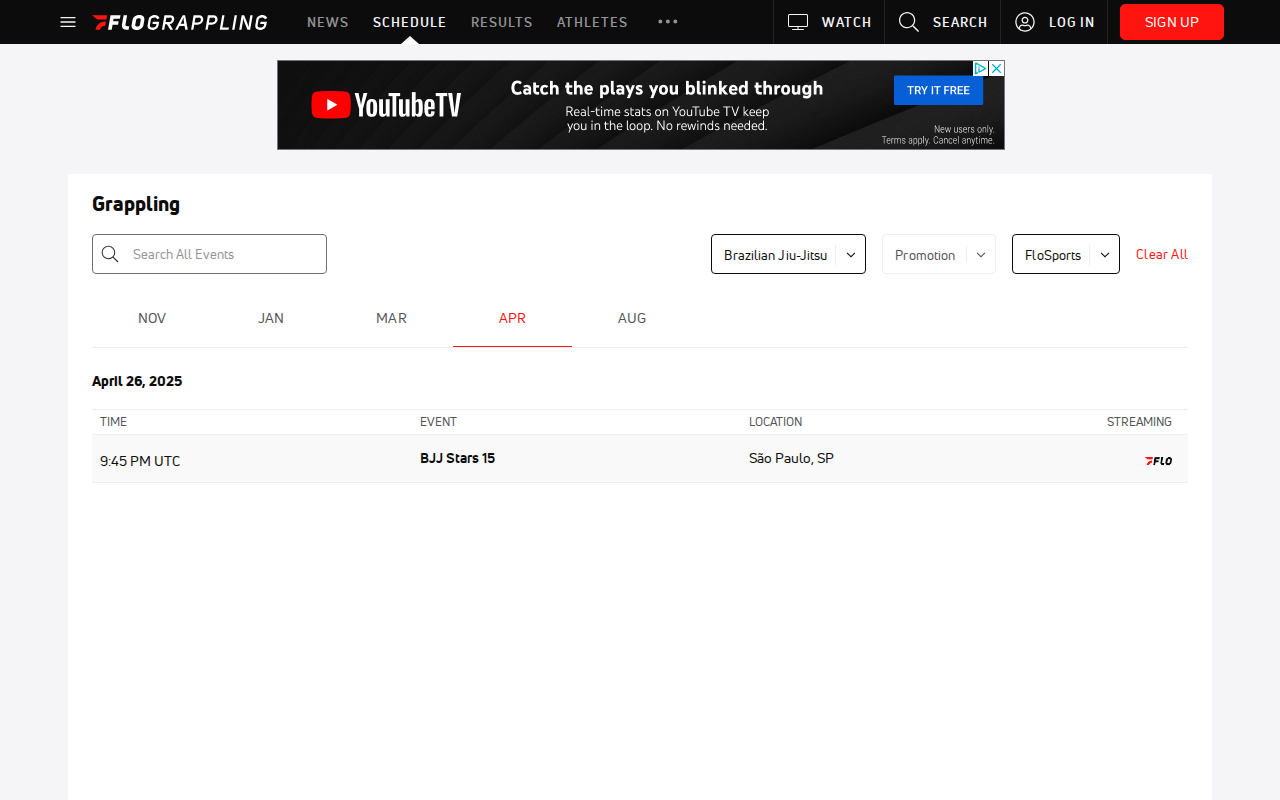 FLOGRAPPLING
NEWS
SCHEDULE
RESULTS
ATHLETES
WATCH
SEARCH
LOG IN
SIGN UP
YouTubeTV
Catch the plays you blinked through
Real-time stats on YouTube TV keep
you in the loop. No rewinds needed.
TRY IT FREE
New users only.
Terms apply. Cancel anytime.
Grappling
Search All Events
Brazilian Jiu-Jitsu
Promotion
FloSports
Clear All
NOV
JAN
MAR
APR
AUG
April 26, 2025
TIME
EVENT
LOCATION
STREAMING
9:45 PM UTC
BJJ Stars 15
São Paulo, SP
FLO